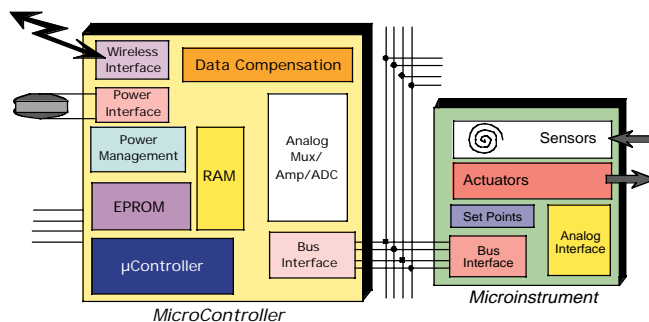 Wireless
Interface
Data Compensation
Power
Interface
Power
Management
RAM
Analog
Mux/
Amp/ADC
EPROM
µController
Bus
Interface
MicroController
Sensors
Actuators
Set Points
Analog
Interface
Bus
Interface
Microinstrument